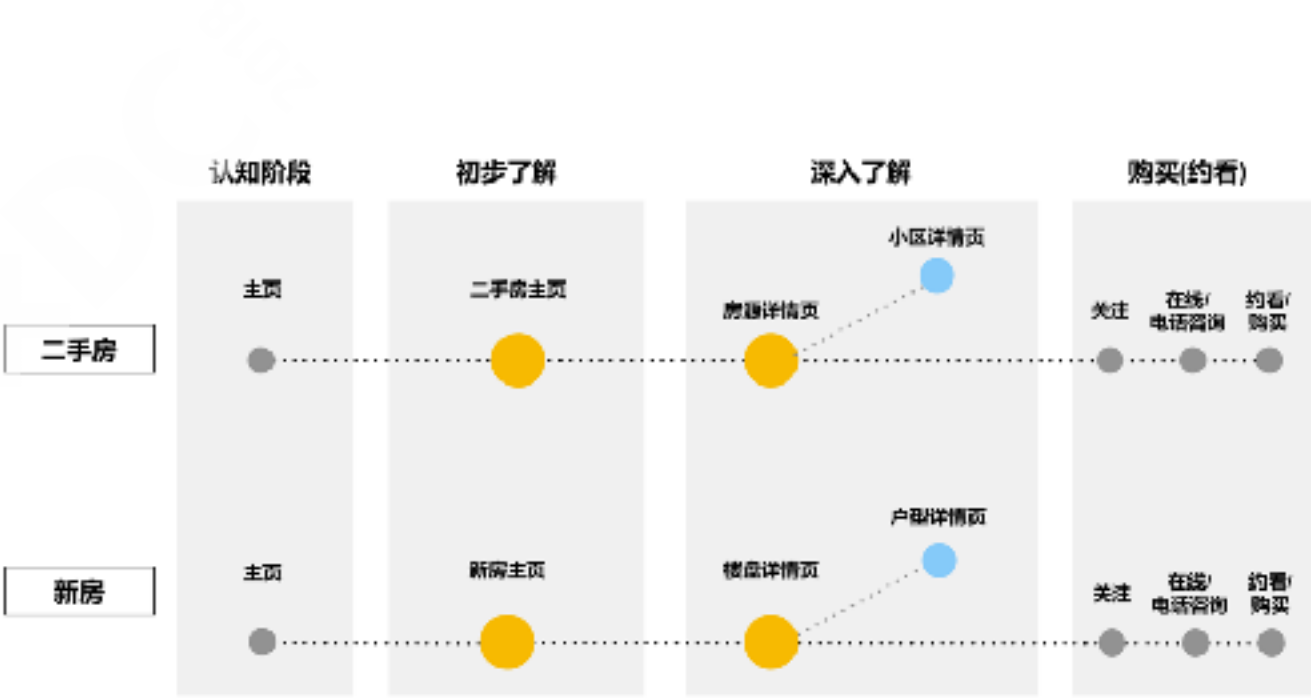 认知阶段
初步了解
深入了解
购买(约看)
小区详情页
主页
二手房主页
房源详情页
关注
在线/
电话咨询
约看/
购买
二手房
户型详情页
主页
新房主页
楼盘详情页
关注
在线/
电话咨询
约看/
购买
新房